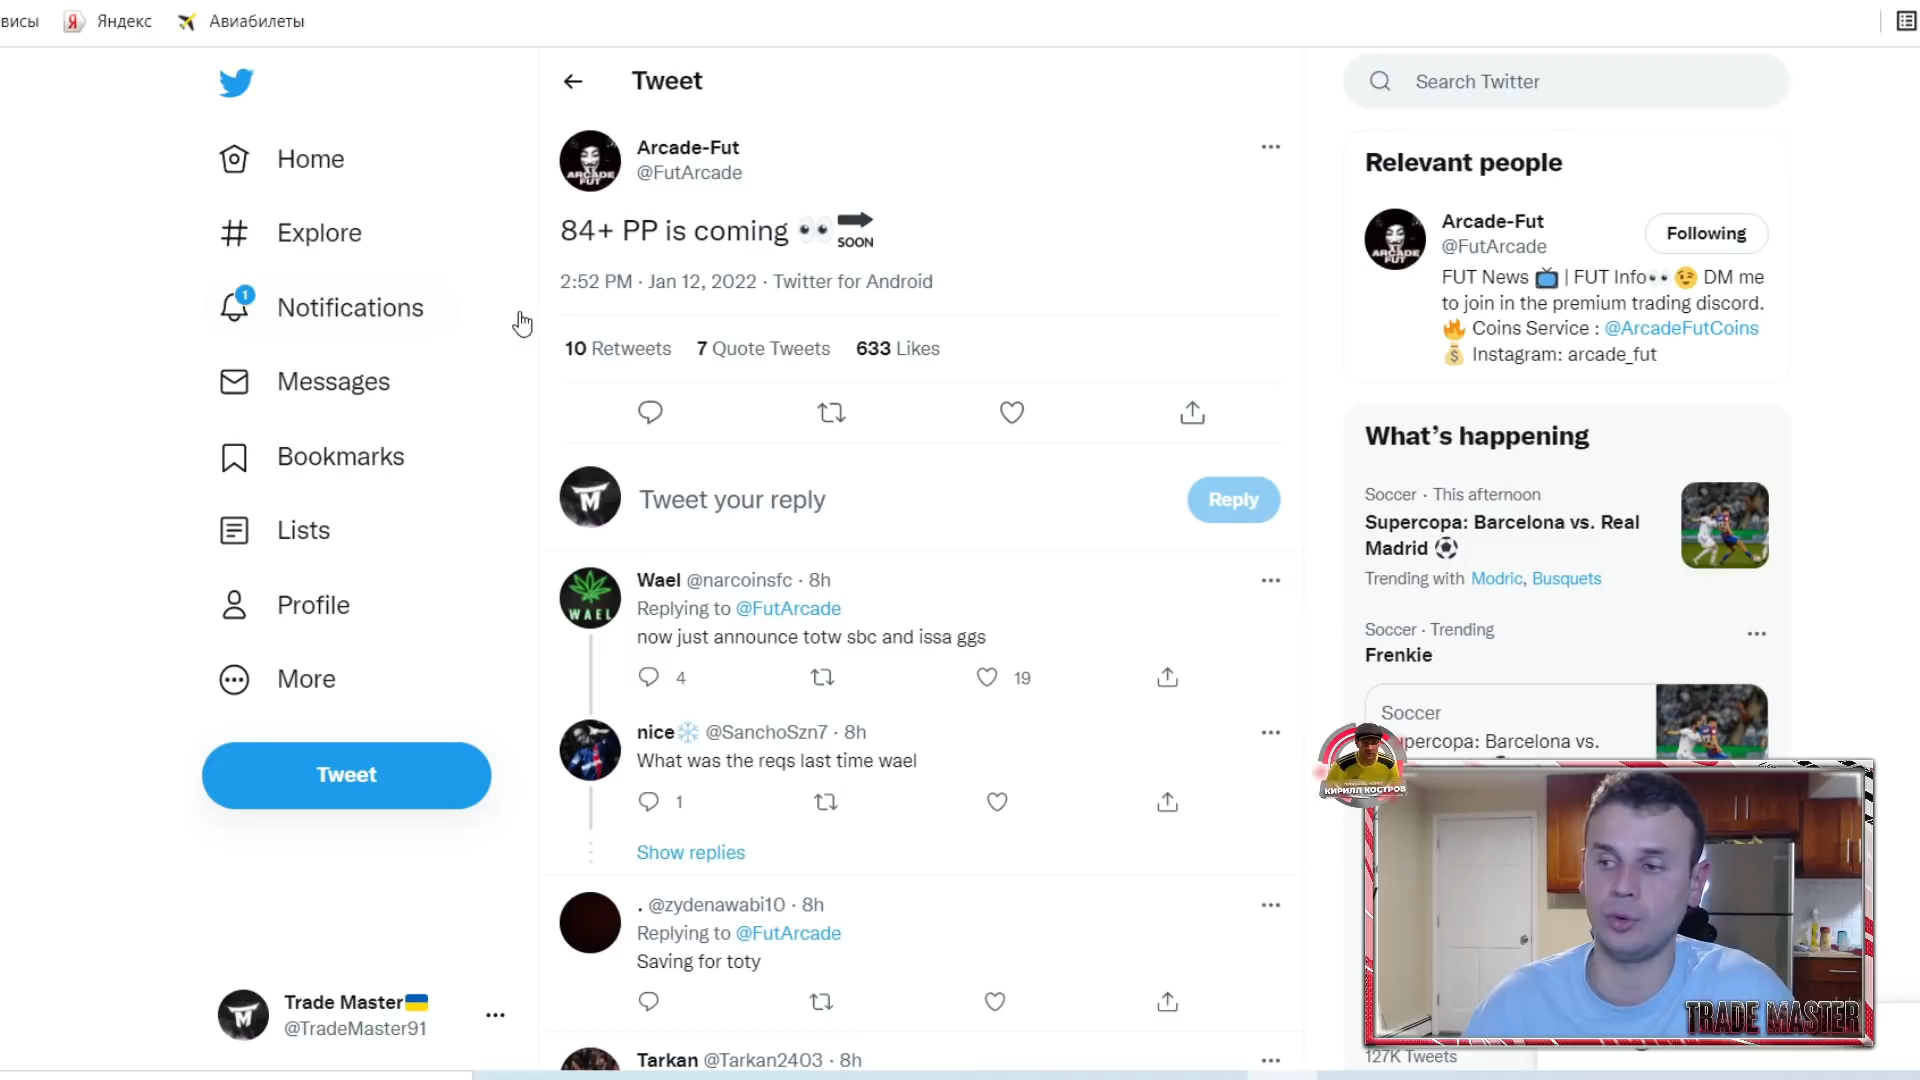 висы
Яндекс
Авиабилеты
Home
Explore
1
Notifications
Messages
Bookmarks
Lists
Profile
More
Tweet
Trade Master
@TradeMaster91
Tweet
Arcade-Fut
@FutArcade
84+ PP is coming 👀🔜
2:52 PM · Jan 12, 2022 · Twitter for Android
10 Retweets 7 Quote Tweets 633 Likes
Tweet your reply
Reply
Wael @narcoinsfc · 8h
Replying to @FutArcade
now just announce totw sbc and issa ggs
4
19
nice❄️ @SanchoSzn7 · 8h
What was the reqs last time wael
1
Show replies
. @zydenawabi10 · 8h
Replying to @FutArcade
Saving for toty
Tarkan @Tarkan2403 · 8h
Search Twitter
Relevant people
Arcade-Fut
@FutArcade
Following
FUT News 📺 | FUT Info👀 😉 DM me
to join in the premium trading discord.
🔥 Coins Service : @ArcadeFutCoins
💰 Instagram: arcade_fut
What's happening
Soccer · This afternoon
Supercopa: Barcelona vs. Real
Madrid ⚽
Trending with Modric, Busquets
Soccer · Trending
Frenkie
Soccer
upercopa: Barcelona vs.
КИРИЛЛ КОСТРОВ
TRADE MASTER
127K Tweets
ARCADE
FUT
ARCADE
FUT
WAEL